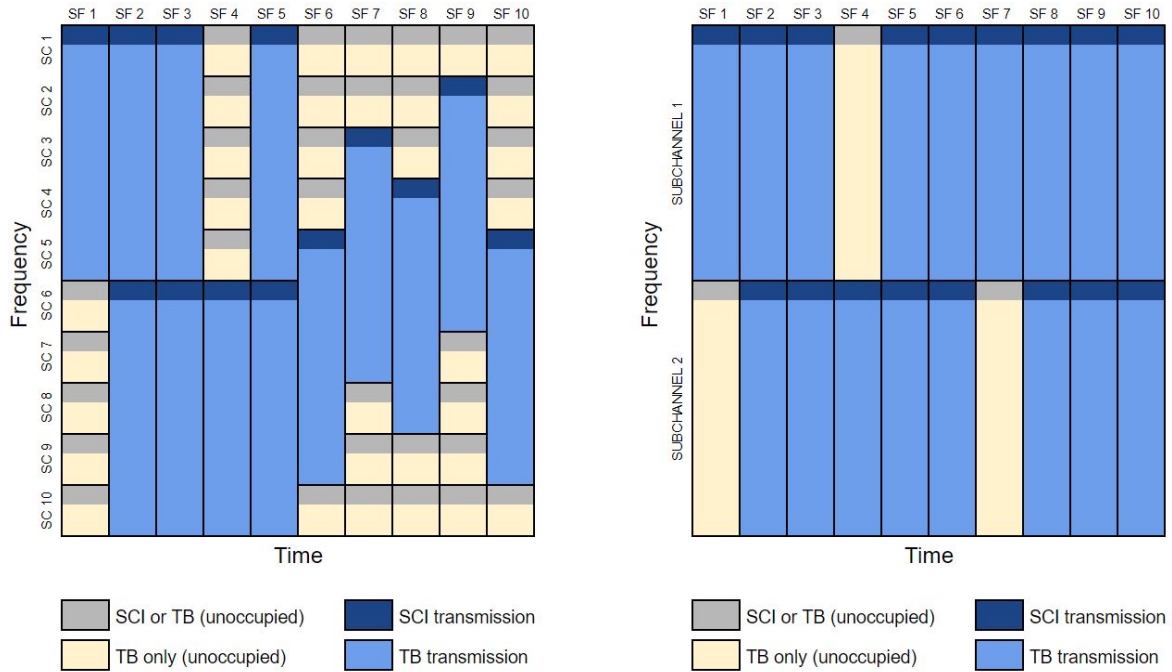 SF 1 SF 2 SF 3 SF 4 SF 5 SF 6 SF 7 SF 8 SF 9 SF 10
SC 1
SC 2
SC 3
SC 4
SC 5
SC 6
SC 7
SC 8
SC 9
SC 10
Frequency
Time
SCI or TB (unoccupied)
SCI transmission
TB only (unoccupied)
TB transmission
SF 1 SF 2 SF 3 SF 4 SF 5 SF 6 SF 7 SF 8 SF 9 SF 10
SUBCHANNEL 1
SUBCHANNEL 2
Frequency
Time
SCI or TB (unoccupied)
SCI transmission
TB only (unoccupied)
TB transmission